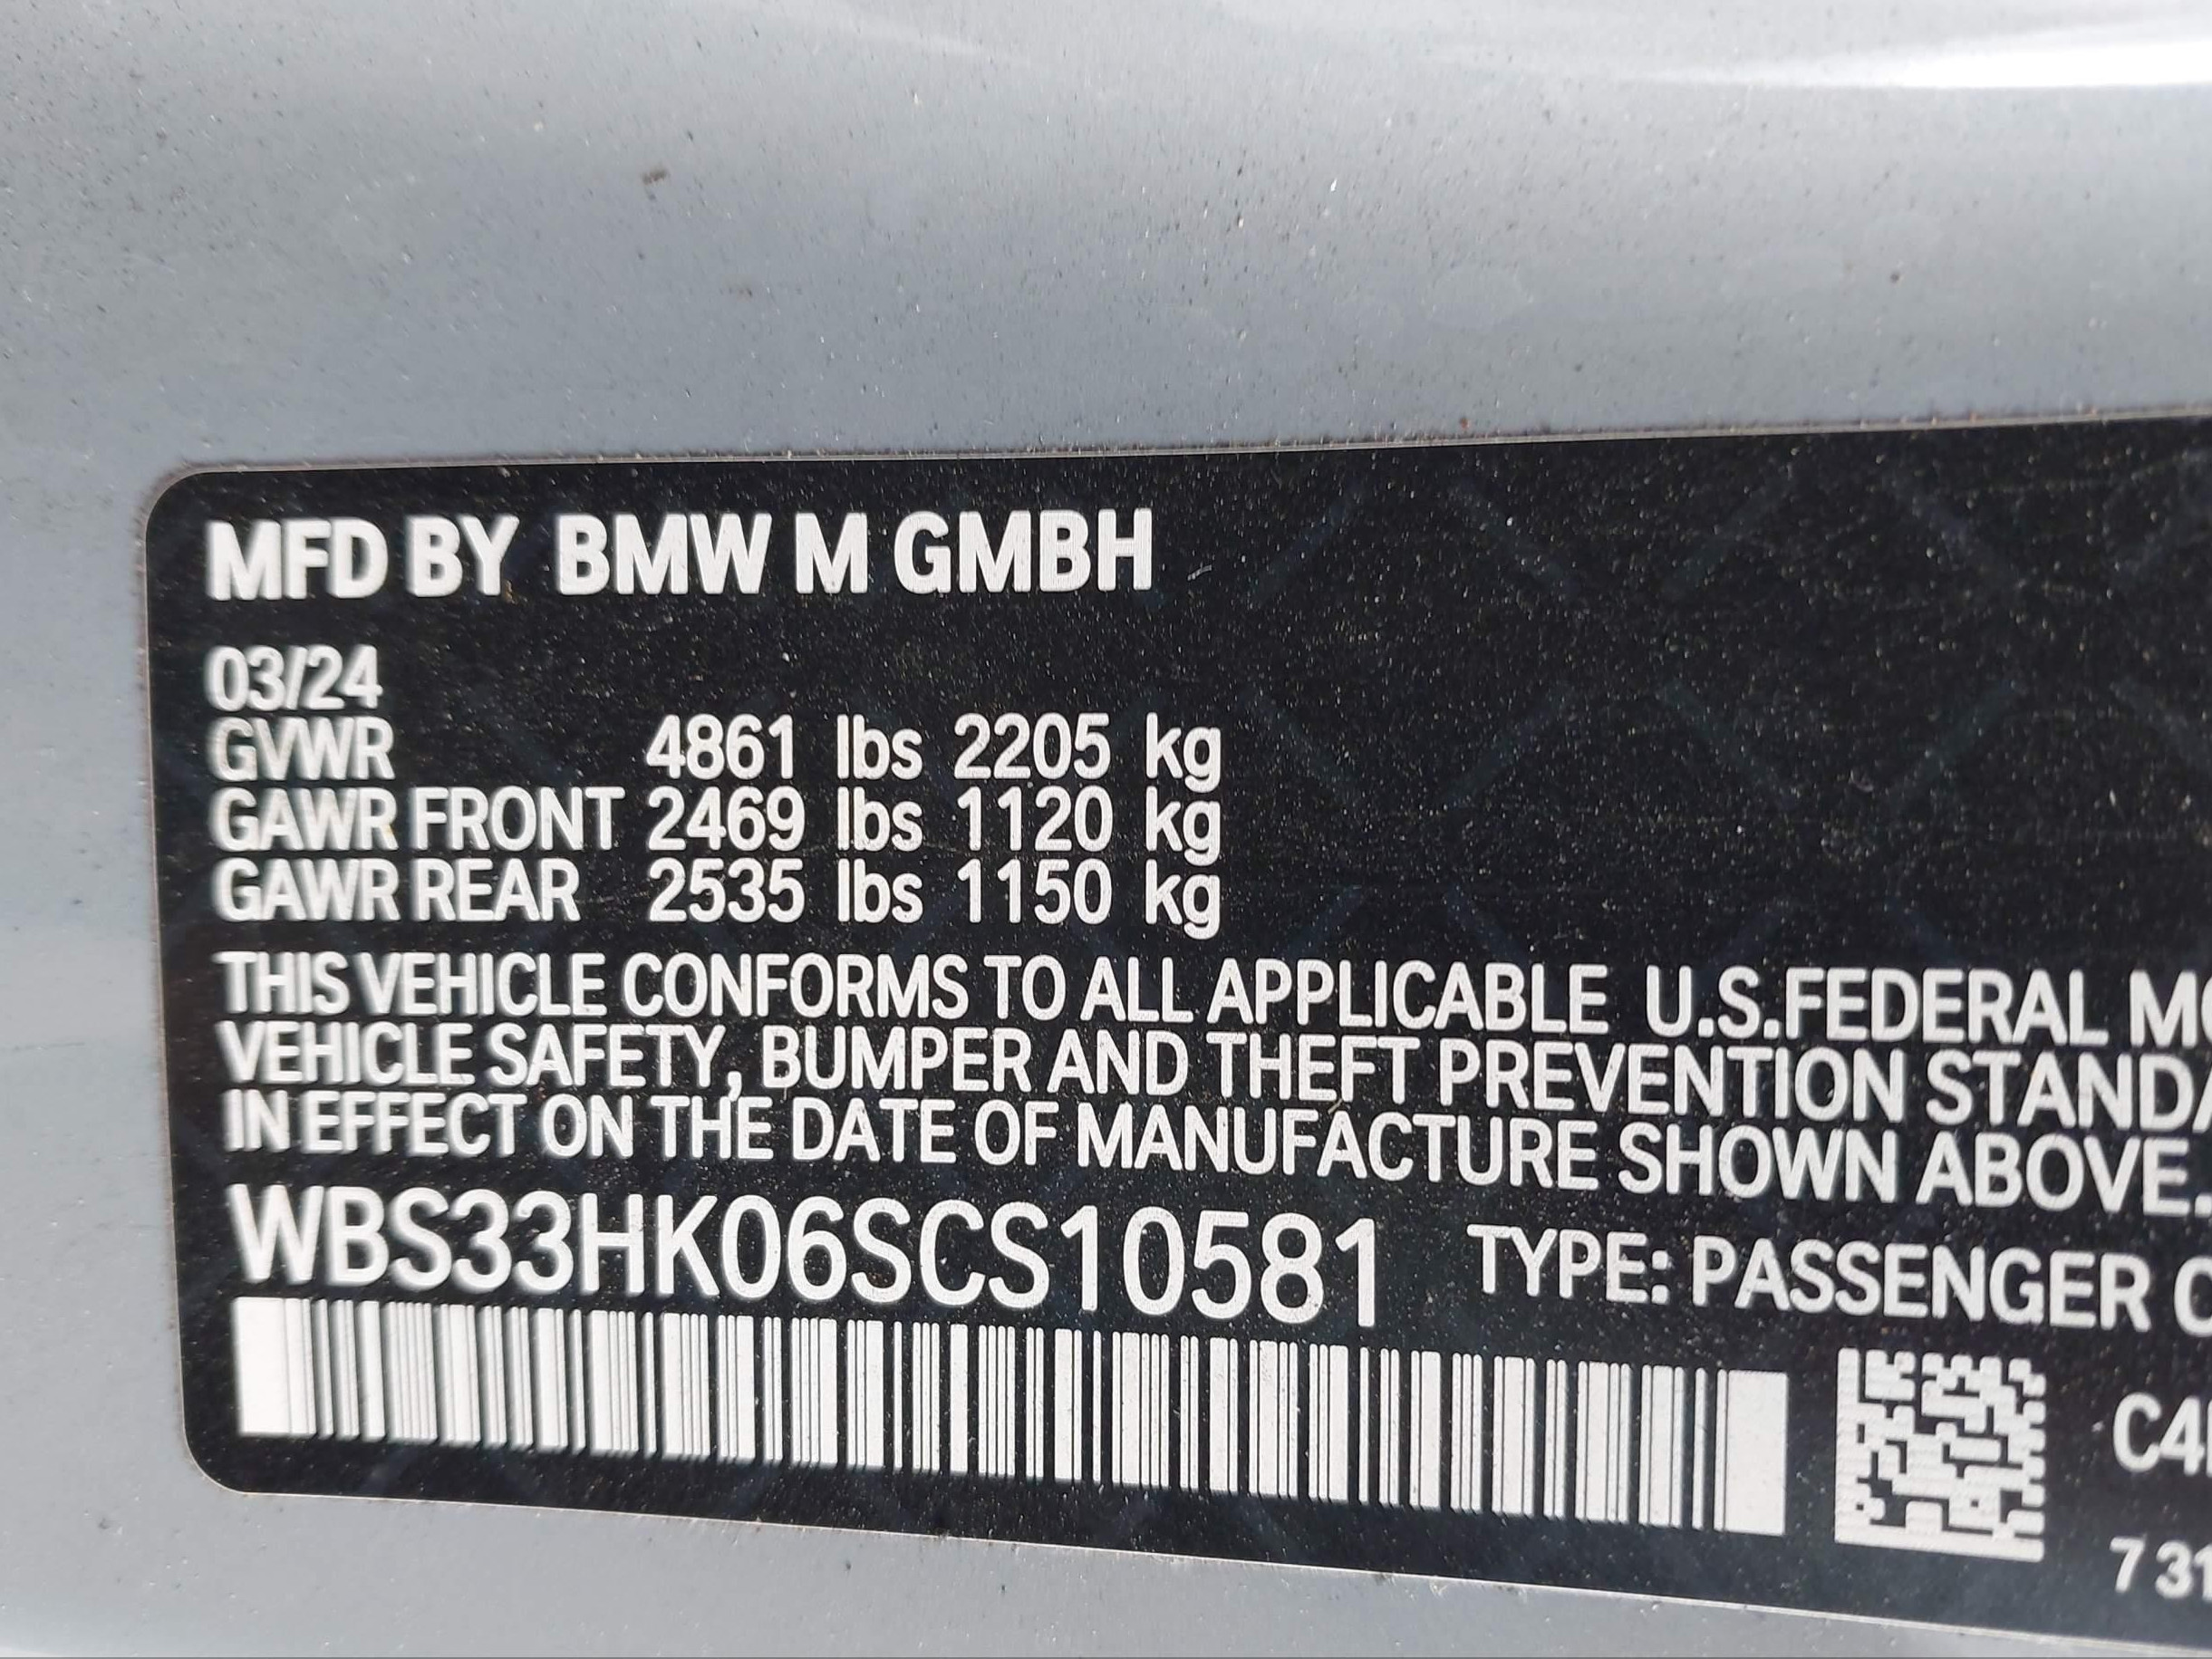 MFD BY BMW M GMBH
03/24
GVWR 4861 lbs 2205 kg
GAWR FRONT 2469 lbs 1120 kg
GAWR REAR 2535 lbs 1150 kg
THIS VEHICLE CONFORMS TO ALL APPLICABLE U.S.FEDERAL
VEHICLE SAFETY, BUMPER AND THEFT PREVENTION
IN EFFECT ON THE DATE OF MANUFACTURE SHOWN ABOVE.
WBS33HK06SCS10581 TYPE: PASSENGER